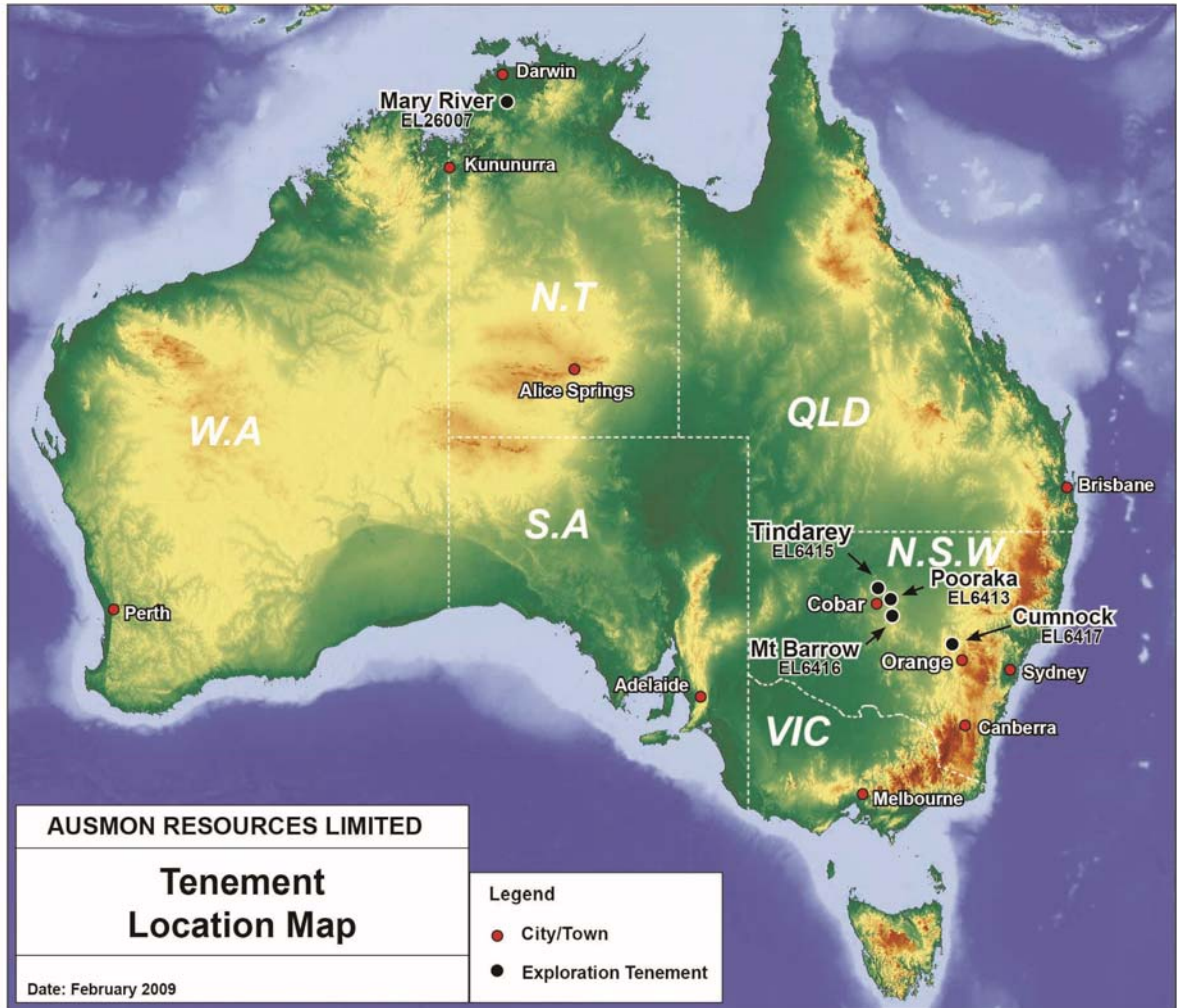 Darwin
Mary River
EL26007
Kununurra
N.T
Alice Springs
W.A
QLD
Brisbane
S.A
Tindarey
EL6415
N.S.W
Pooraka
EL6413
Perth
Cobar
Cumnock
EL6417
Mt Barrow
EL6416
Orange
Sydney
Adelaide
VIC
Canberra
Melbourne
AUSMON RESOURCES LIMITED
Tenement
Location Map
Date: February 2009
Legend
City/Town
Exploration Tenement